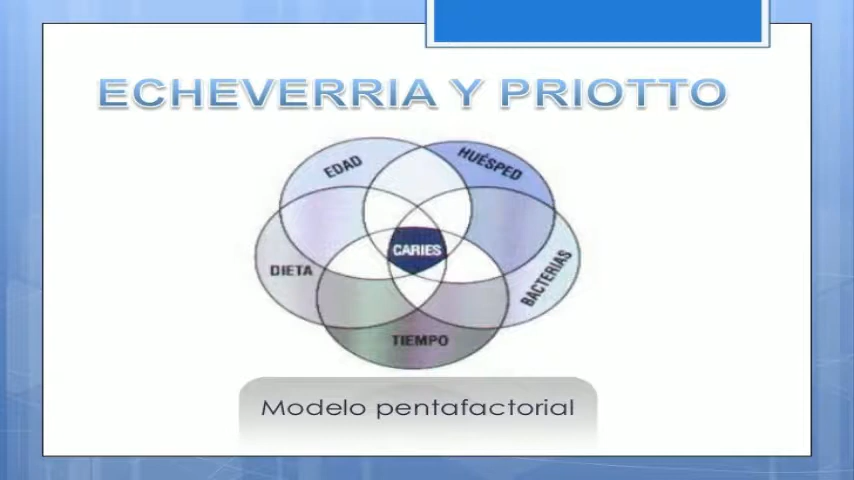 ECHEVERRIA Y PRIOTTO
EDAD
HUÉSPED
CARIES
DIETA
BACTERIAS
TIEMPO
Modelo pentafactorial